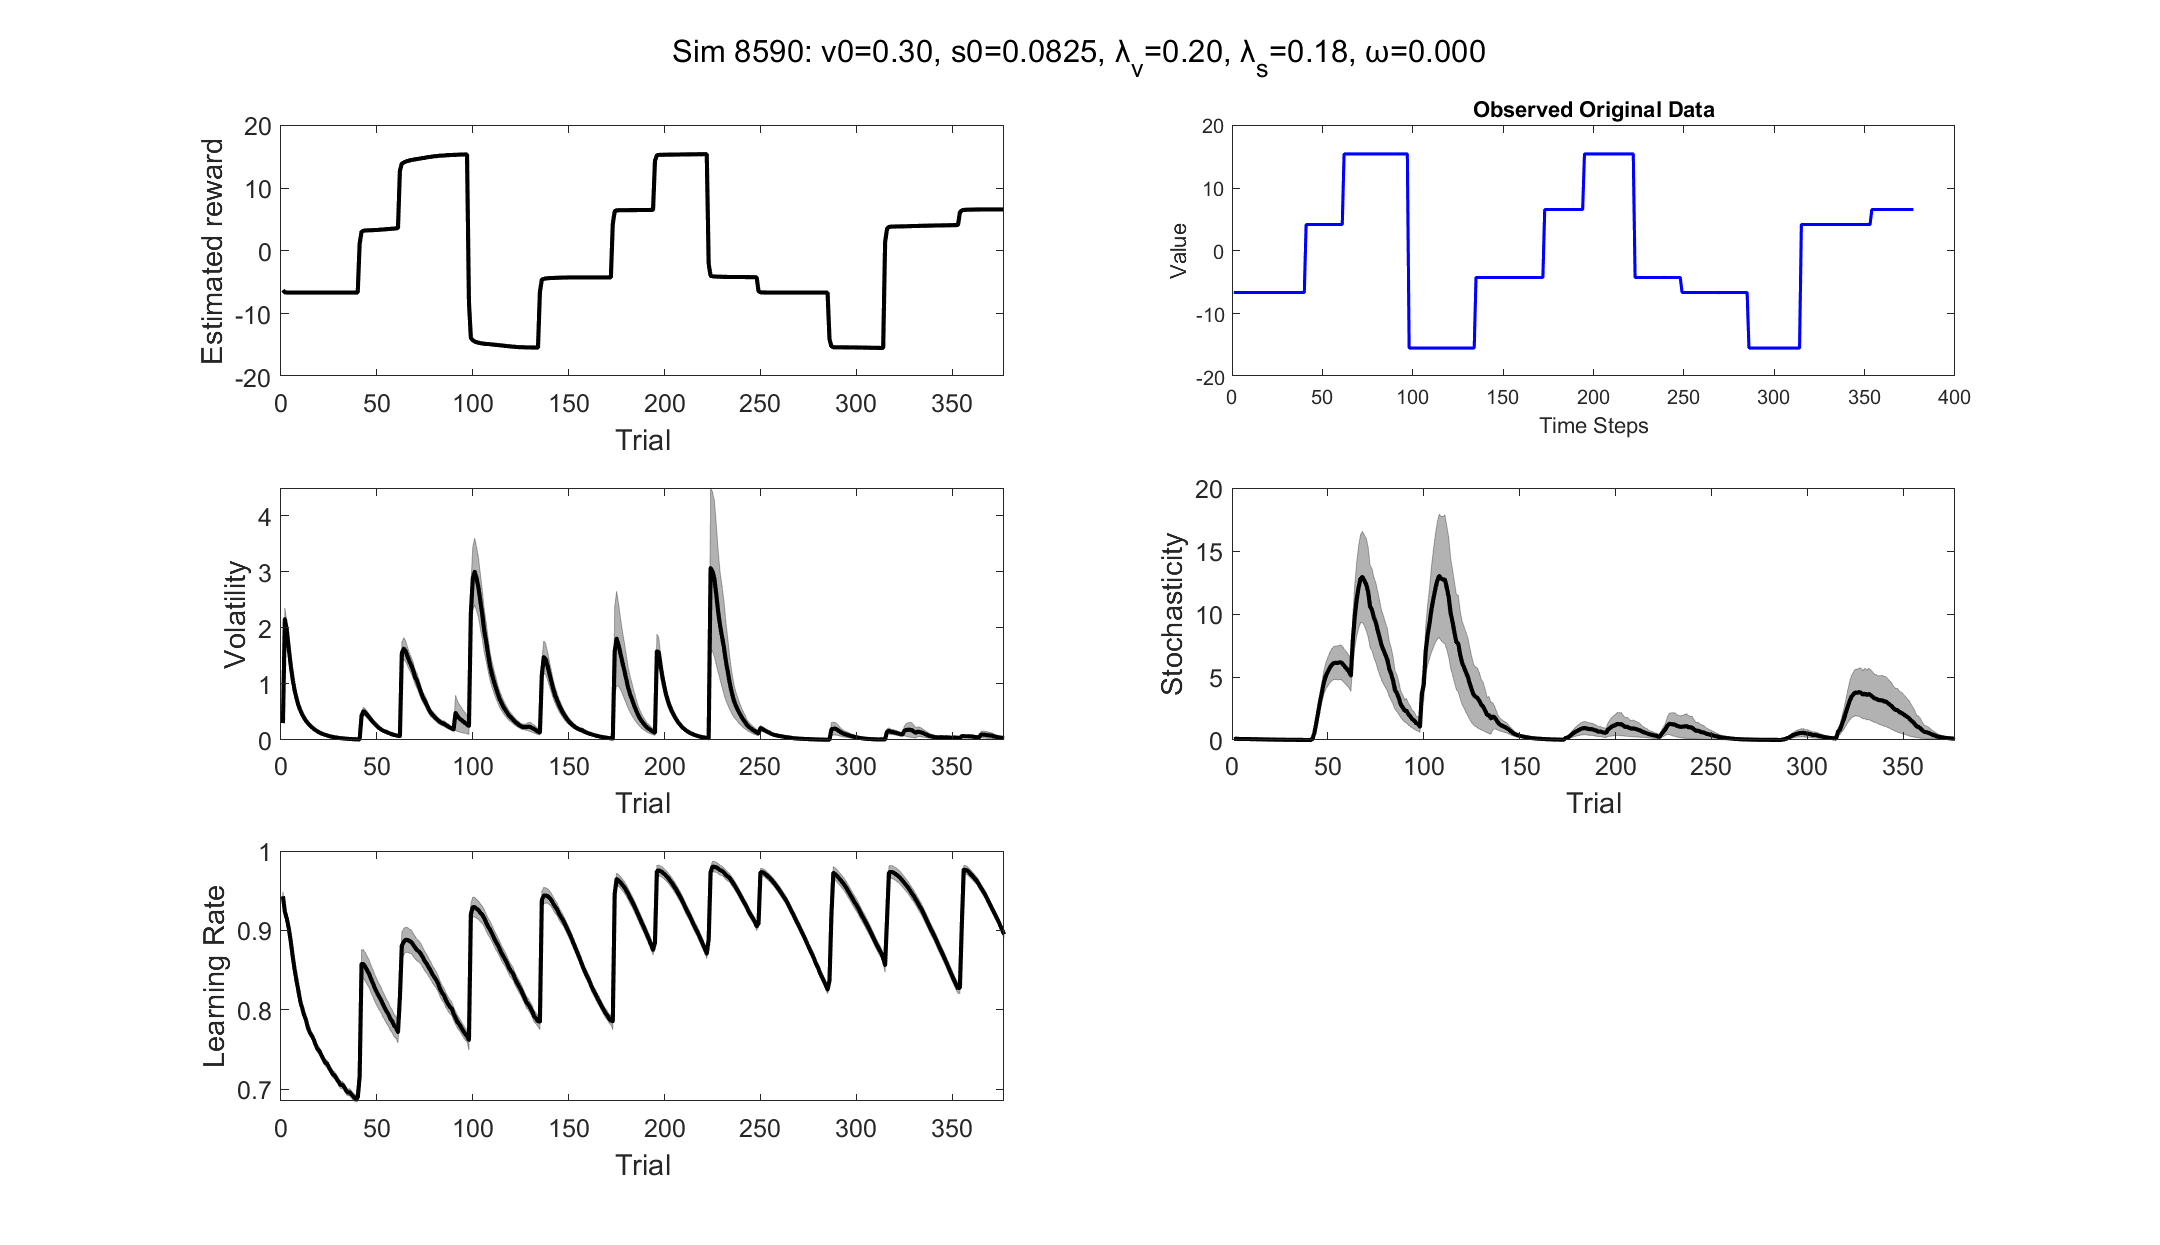 Sim 8590: v0=0.30, s0=0.0825, λv=0.20, λs=0.18, ω=0.000
Estimated reward
20
10
0
-10
-20
0 50 100 150 200 250 300 350
Trial
Observed Original Data
Value
20
10
0
-10
-20
0 50 100 150 200 250 300 350 400
Time Steps
Volatility
4
3
2
1
0
0 50 100 150 200 250 300 350
Trial
Stochasticity
20
15
10
5
0
0 50 100 150 200 250 300 350
Trial
Learning Rate
1
0.9
0.8
0.7
0 50 100 150 200 250 300 350
Trial